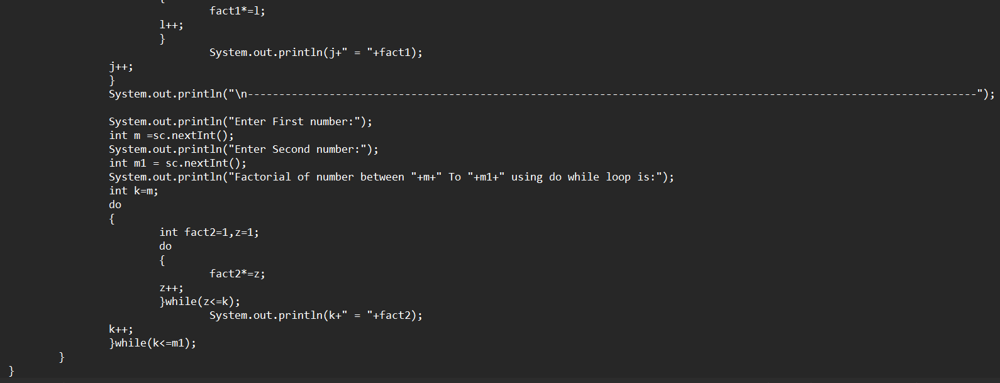 {
fact1*=l;
l++;
}
System.out.println(j+" = "+fact1);
j++;
}
System.out.println("\n--------------------------------------------------------------------------------------------------------------------");
System.out.println("Enter First number:");
int m =sc.nextInt();
System.out.println("Enter Second number:");
int m1 = sc.nextInt();
System.out.println("Factorial of number between "+m+" To "+m1+" using do while loop is:");
int k=m;
do
{
int fact2=1,z=1;
do
{
fact2*=z;
z++;
}while(z<=k);
System.out.println(k+" = "+fact2);
k++;
}while(k<=m1);
}
}